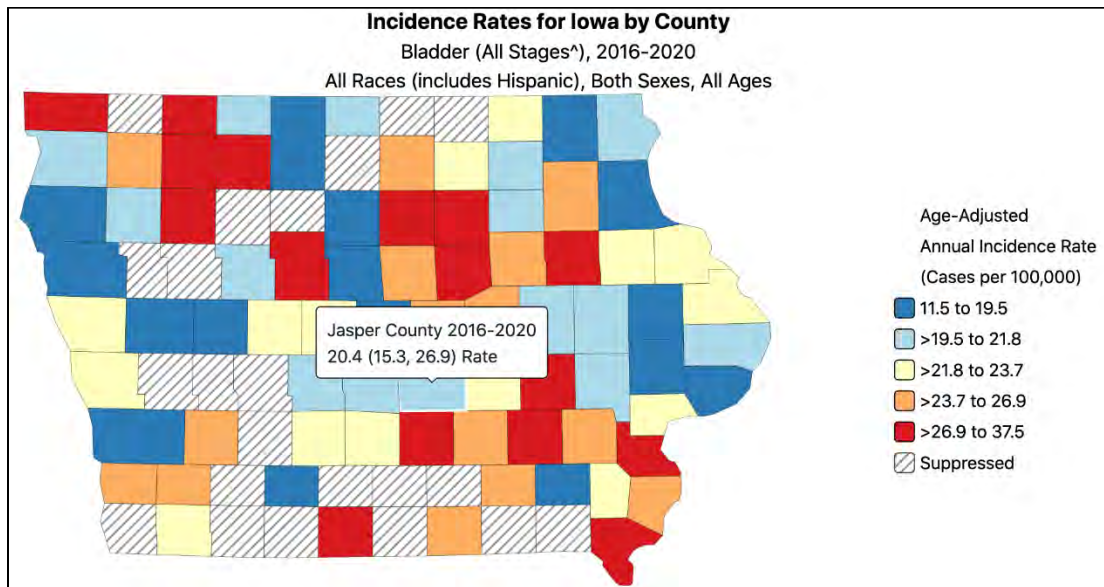 Incidence Rates for Iowa by County
Bladder (All Stages^), 2016-2020
All Races (includes Hispanic), Both Sexes, All Ages
Jasper County 2016-2020
20.4 (15.3, 26.9) Rate
Age-Adjusted
Annual Incidence Rate
(Cases per 100,000)
11.5 to 19.5
>19.5 to 21.8
>21.8 to 23.7
>23.7 to 26.9
>26.9 to 37.5
Suppressed